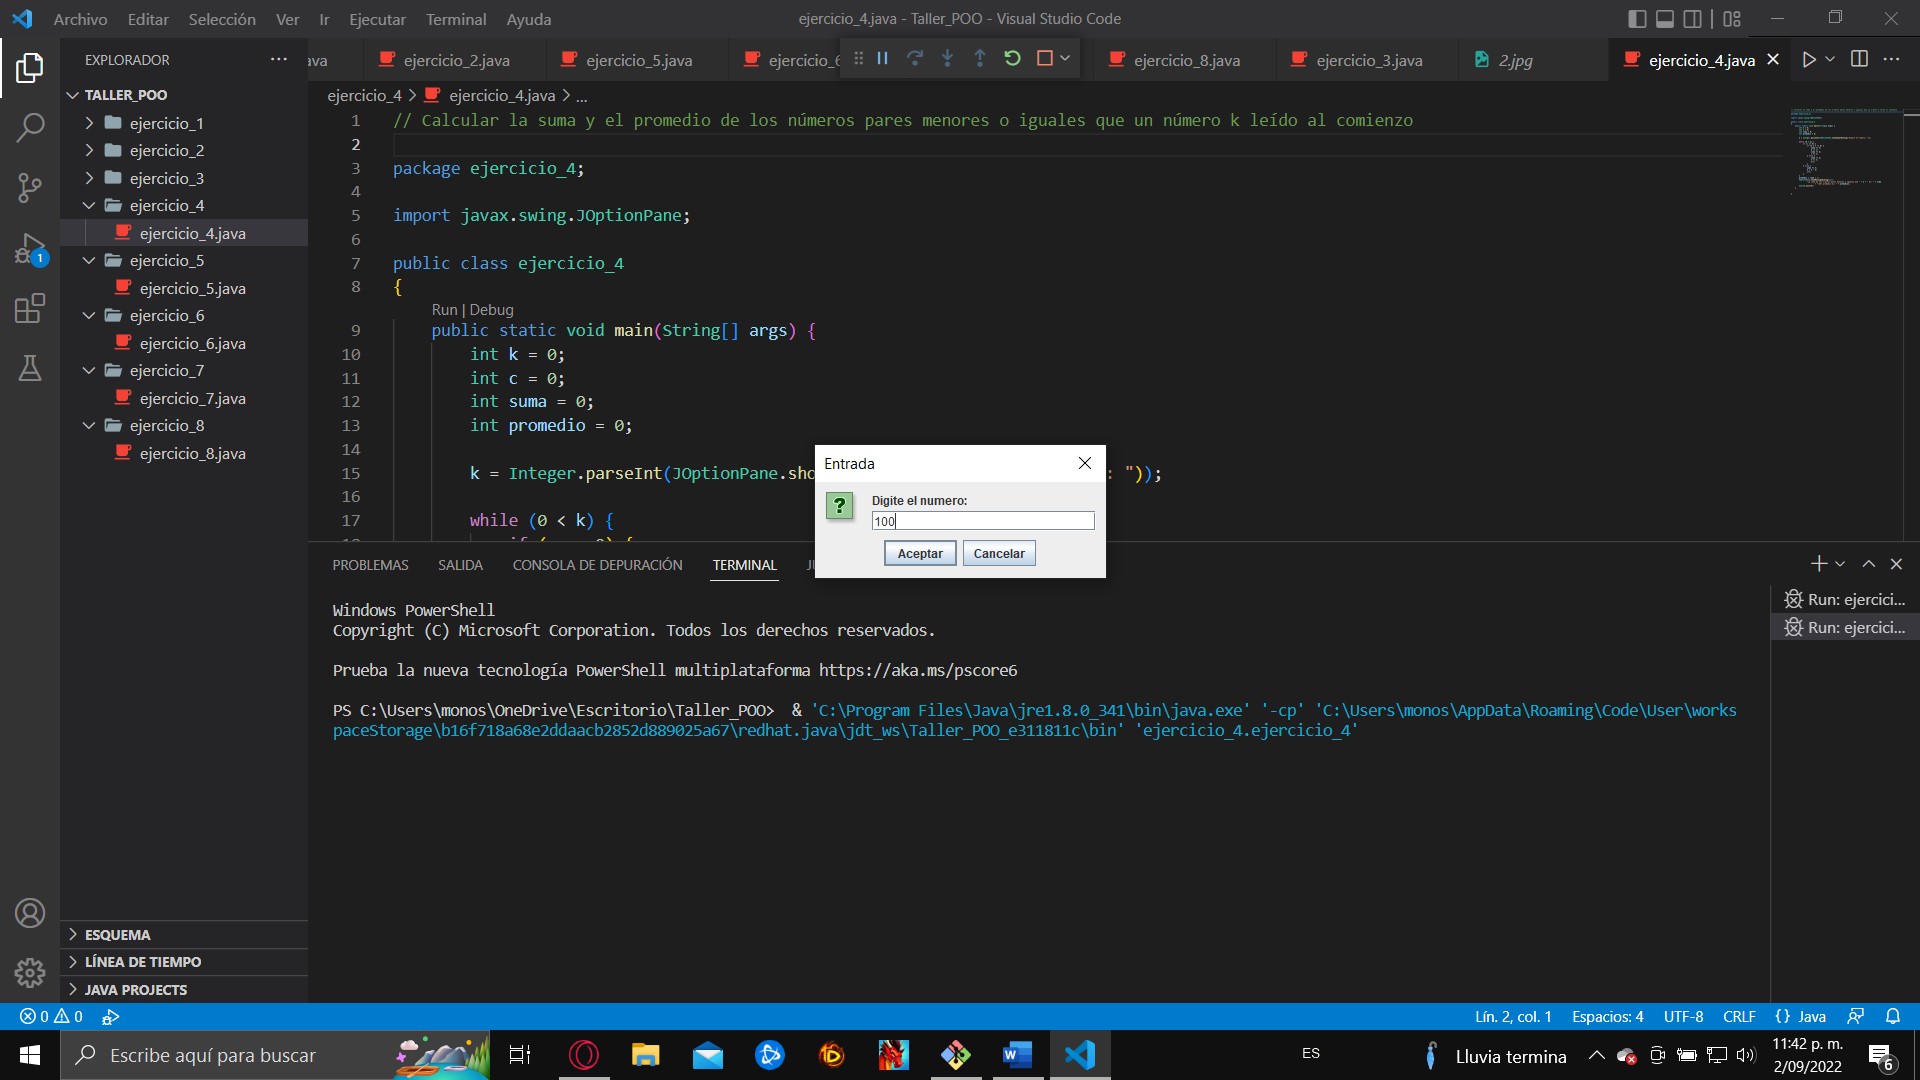 Archivo Editar Selección Ver Ir Ejecutar Terminal Ayuda
ejercicio_4.java - Taller_POO - Visual Studio Code
EXPLORADOR
TALLER_POO
ejercicio_1
ejercicio_2
ejercicio_3
ejercicio_4
ejercicio_4.java
ejercicio_5
ejercicio_5.java
ejercicio_6
ejercicio_6.java
ejercicio_7
ejercicio_7.java
ejercicio_8
ejercicio_8.java
ESQUEMA
LÍNEA DE TIEMPO
JAVA PROJECTS
1
ava ejercicio_2.java ejercicio_5.java ejercicio_6 ejercicio_8.java ejercicio_3.java 2.jpg ejercicio_4.java
ejercicio_4 > ejercicio_4.java > ...
1 // Calcular la suma y el promedio de los números pares menores o iguales que un número k leído al comienzo
2
3 package ejercicio_4;
4
5 import javax.swing.JOptionPane;
6
7 public class ejercicio_4
8 {
Run | Debug
9 public static void main(String[] args) {
10 int k = 0;
11 int c = 0;
12 int suma = 0;
13 int promedio = 0;
14
15 k = Integer.parseInt(JOptionPane.sho : "));
16
17 while (0 < k) {
Entrada
Digite el numero:
100
Aceptar Cancelar
PROBLEMAS SALIDA CONSOLA DE DEPURACIÓN TERMINAL
Windows PowerShell
Copyright (C) Microsoft Corporation. Todos los derechos reservados.
Prueba la nueva tecnología PowerShell multiplataforma https://aka.ms/pscore6
PS C:\Users\monos\OneDrive\Escritorio\Taller_POO> & 'C:\Program Files\Java\jre1.8.0_341\bin\java.exe' '-cp' 'C:\Users\monos\AppData\Roaming\Code\User\works
paceStorage\b16f718a68e2ddaacb2852d889025a67\redhat.java\jdt_ws\Taller_POO_e311811c\bin' 'ejercicio_4.ejercicio_4'
Run: ejercici...
Run: ejercici...
0 0
Lín. 2, col. 1 Espacios: 4 UTF-8 CRLF {} Java
Escribe aquí para buscar
ES
Lluvia termina
11:42 p. m.
2/09/2022
6